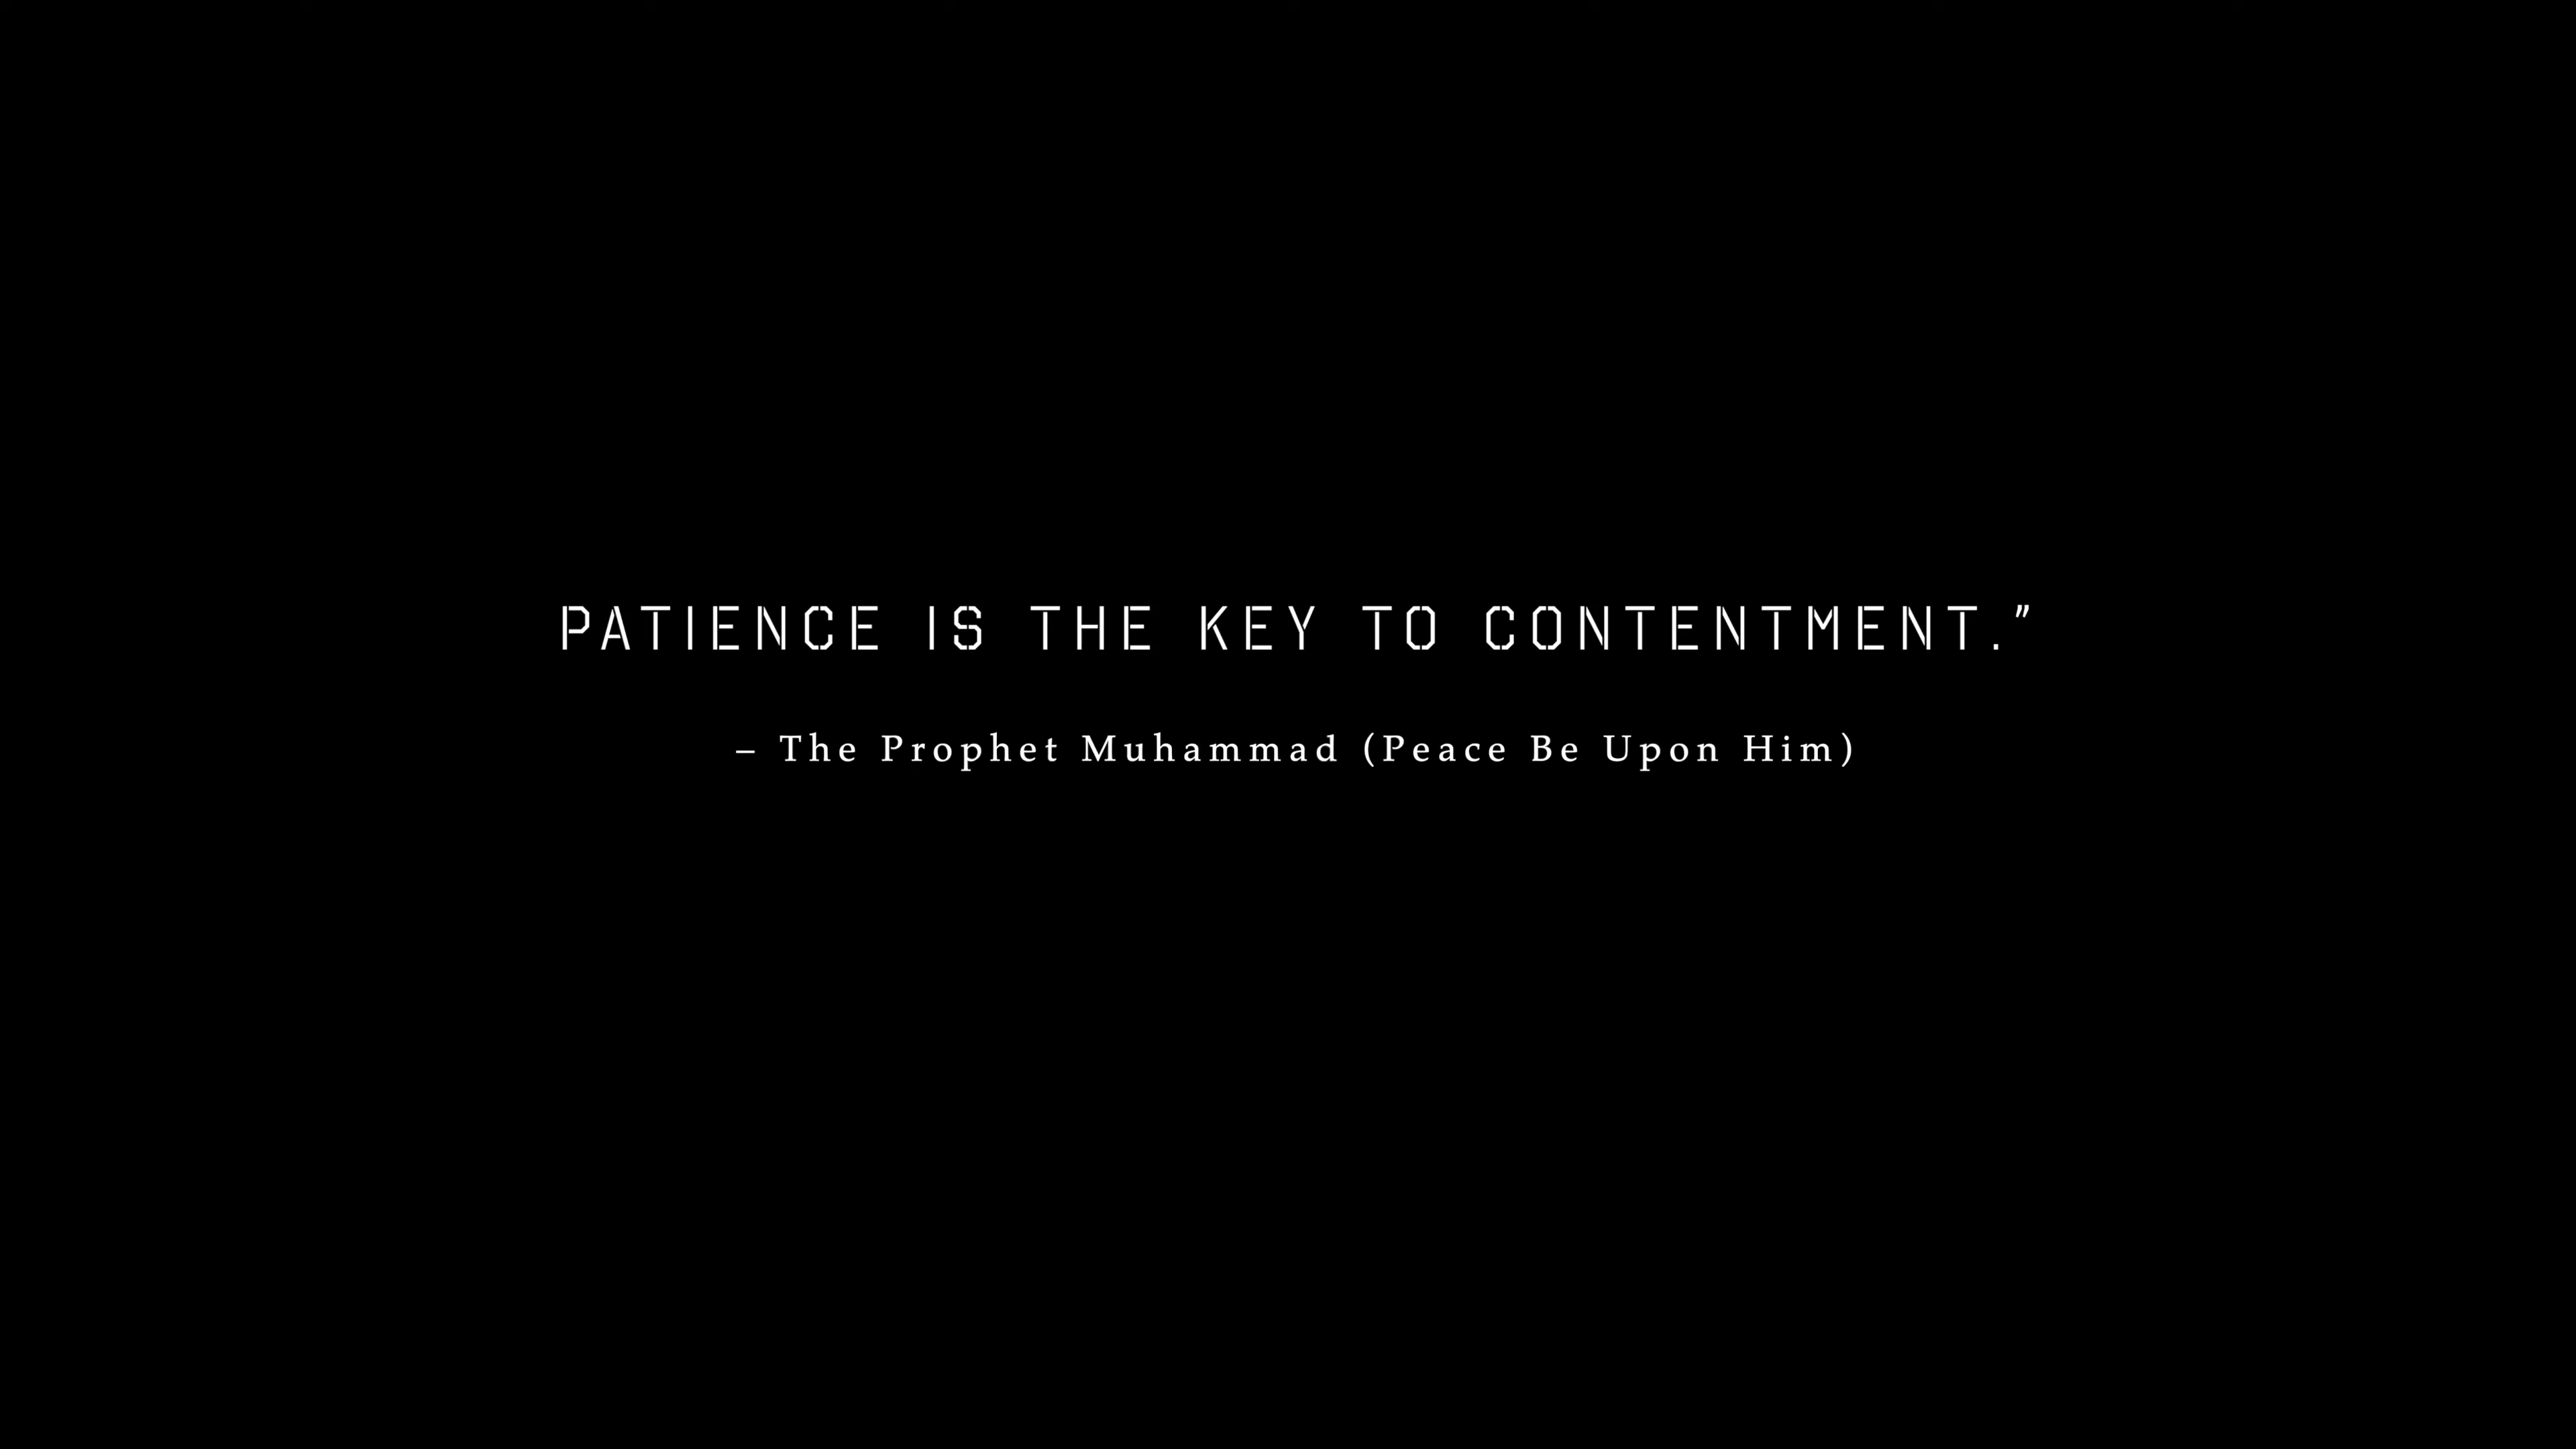 PATIENCE IS THE KEY TO CONTENTMENT.”
– The Prophet Muhammad (Peace Be Upon Him)